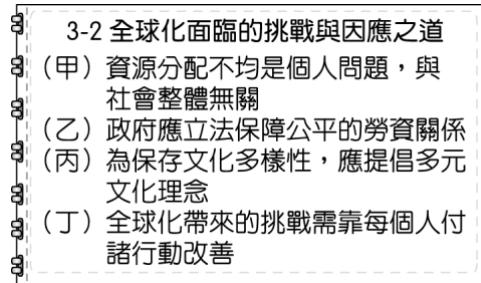 3-2 全球化面臨的挑戰與因應之道
（甲）資源分配不均是個人問題，與
社會整體無關
（乙）政府應立法保障公平的勞資關係
（丙）為保存文化多樣性，應提倡多元
文化理念
（丁）全球化帶來的挑戰需靠每個人付
諸行動改善